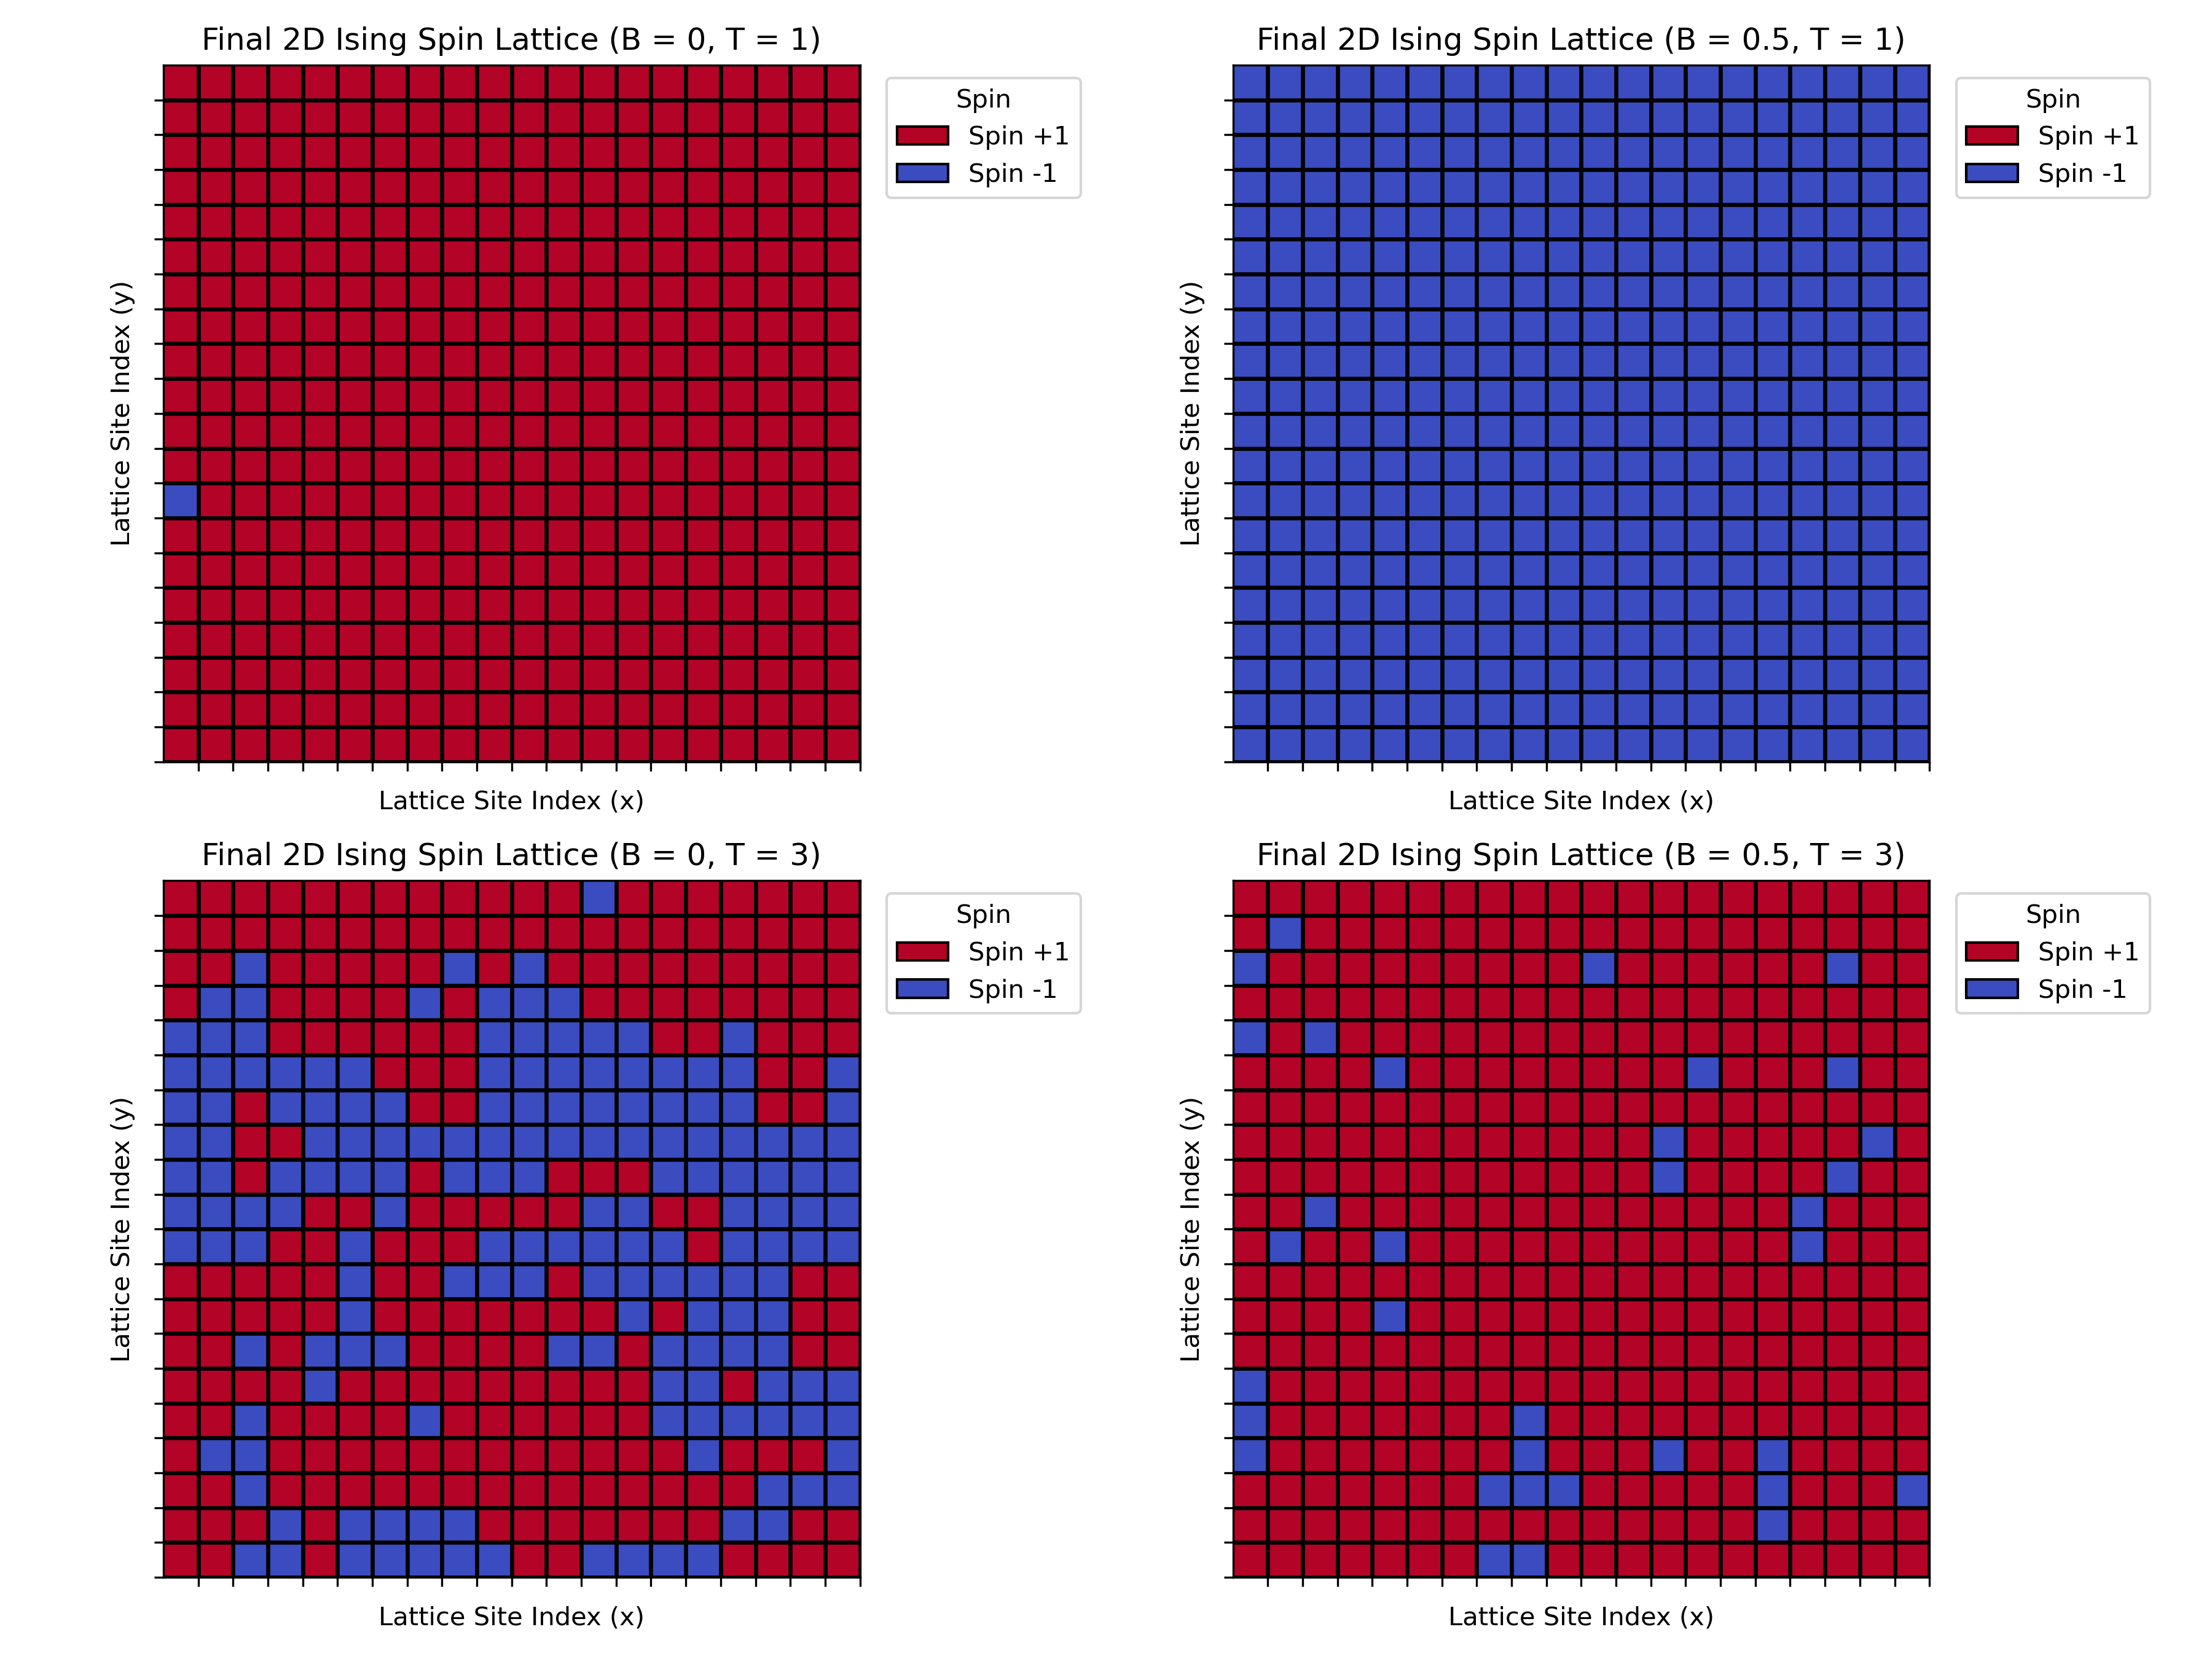 Final 2D Ising Spin Lattice (B = 0, T = 1)
Lattice Site Index (y)
Lattice Site Index (x)
Spin
Spin +1
Spin -1
Final 2D Ising Spin Lattice (B = 0.5, T = 1)
Lattice Site Index (y)
Lattice Site Index (x)
Spin
Spin +1
Spin -1
Final 2D Ising Spin Lattice (B = 0, T = 3)
Lattice Site Index (y)
Lattice Site Index (x)
Spin
Spin +1
Spin -1
Final 2D Ising Spin Lattice (B = 0.5, T = 3)
Lattice Site Index (y)
Lattice Site Index (x)
Spin
Spin +1
Spin -1